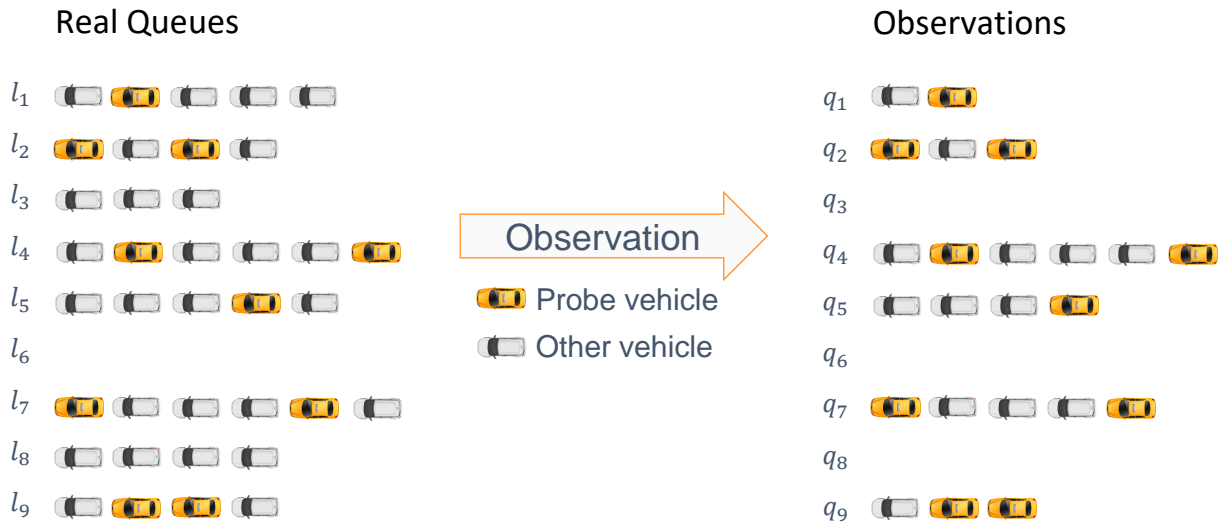 Real Queues
Observations
l₁
q₁
l₂
q₂
l₃
q₃
l₄
Observation
q₄
l₅
Probe vehicle
q₅
l₆
Other vehicle
q₆
l₇
q₇
l₈
q₈
l₉
q₉